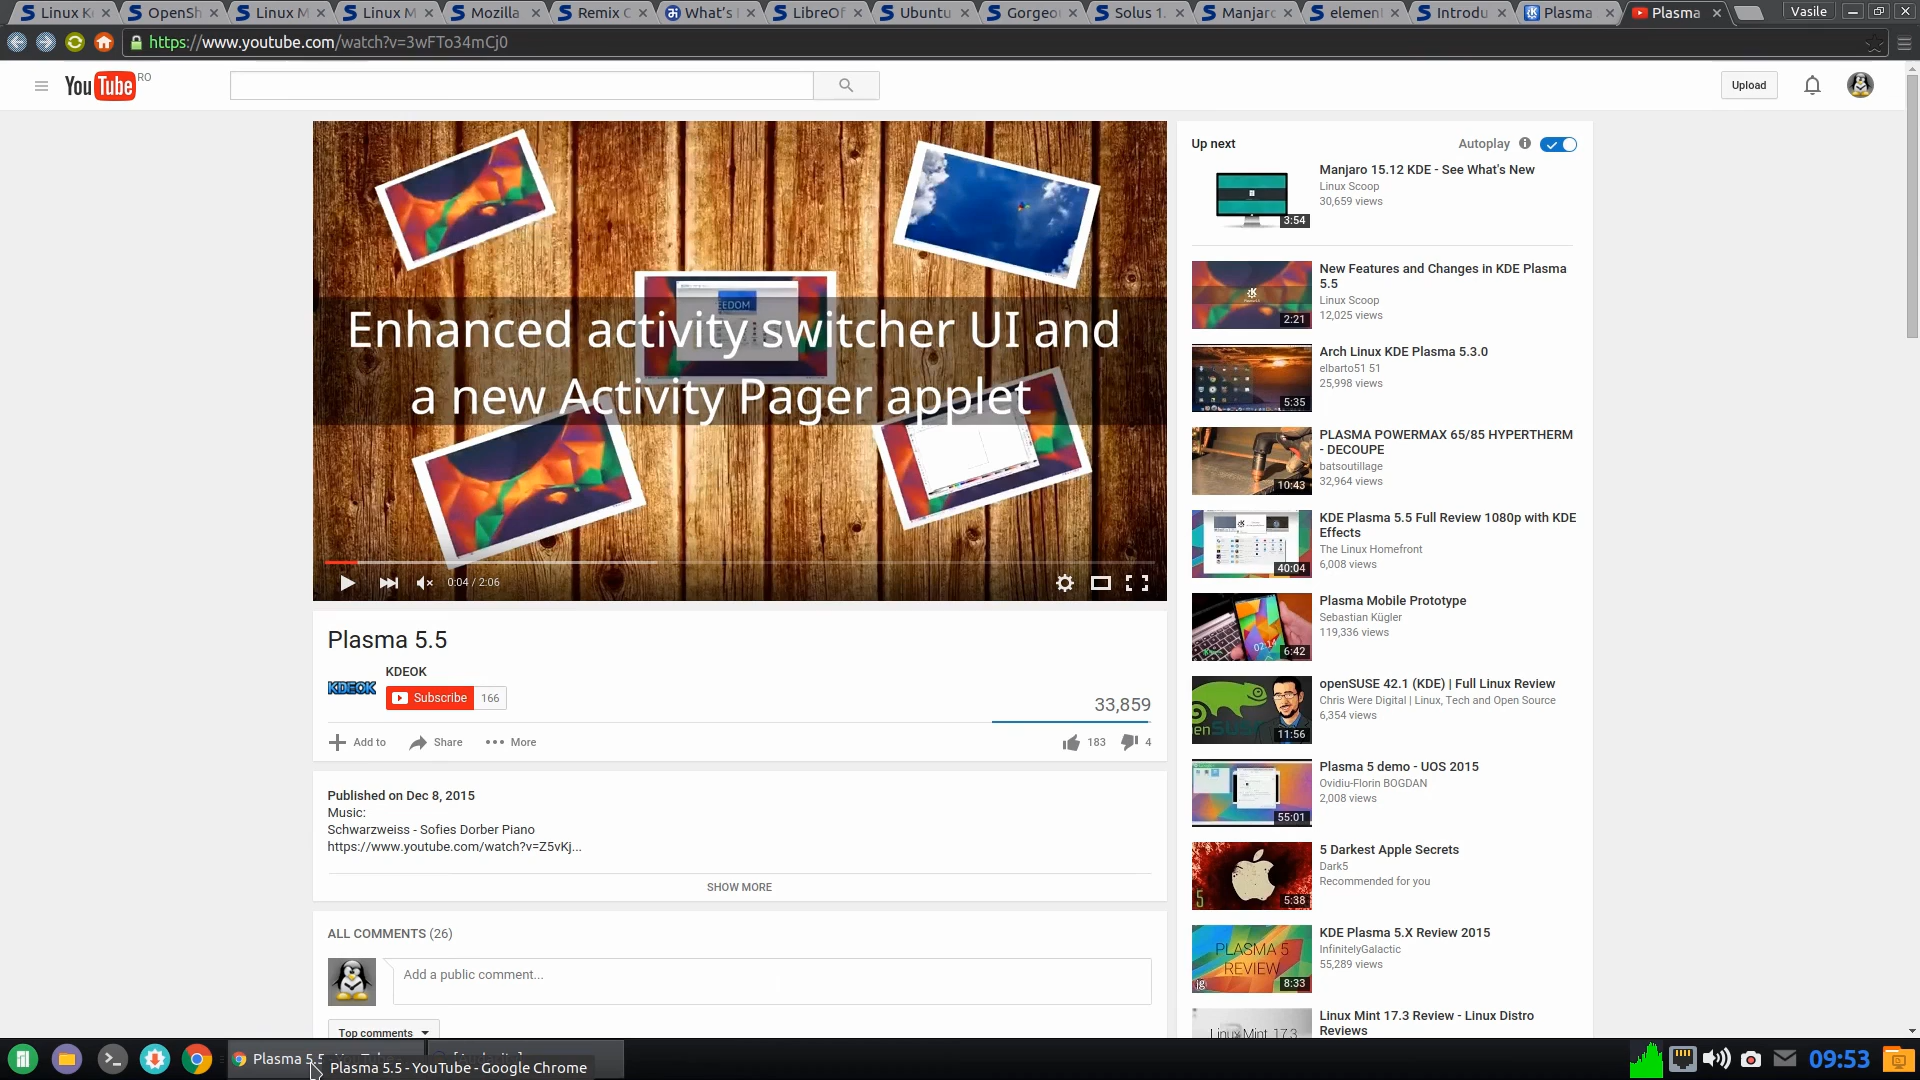 Linux K
OpenSh
Linux M
Linux M
Mozilla
Remix C
What's
LibreOf
Ubuntu
Gorgeo
Solus 1.
Manjaro
element
Introdu
Plasma
Plasma
Vasile
https://www.youtube.com/watch?v=3wFTo34mCj0
YouTube RO
Upload
Enhanced activity switcher UI and
a new Activity Pager applet
0:04 / 2:06
Plasma 5.5
KDEOK
KDEOK
Subscribe 166
33,859
Add to Share More 183 4
Published on Dec 8, 2015
Music:
Schwarzweiss - Sofies Dorber Piano
https://www.youtube.com/watch?v=Z5vKj...
SHOW MORE
ALL COMMENTS (26)
Add a public comment...
Top comments
Up next Autoplay
Manjaro 15.12 KDE - See What's New
Linux Scoop
30,659 views
3:54
New Features and Changes in KDE Plasma
5.5
Linux Scoop
12,025 views
2:21
Arch Linux KDE Plasma 5.3.0
elbarto51 51
25,998 views
5:35
PLASMA POWERMAX 65/85 HYPERTHERM
- DECOUPE
batsoutillage
32,964 views
10:43
KDE Plasma 5.5 Full Review 1080p with KDE
Effects
The Linux Homefront
6,008 views
40:04
Plasma Mobile Prototype
Sebastian Kügler
119,336 views
6:42
openSUSE 42.1 (KDE) | Full Linux Review
Chris Were Digital | Linux, Tech and Open Source
6,354 views
11:56
Plasma 5 demo - UOS 2015
Ovidiu-Florin BOGDAN
2,008 views
55:01
5 Darkest Apple Secrets
Dark5
Recommended for you
5
5:38
KDE Plasma 5.X Review 2015
InfinitelyGalactic
55,289 views
PLASMA 5
REVIEW
8:33
Linux Mint 17.3 Review - Linux Distro
Reviews
Linux Mint 17.3
Plasma 5.5
Plasma 5.5 - YouTube - Google Chrome
09:53